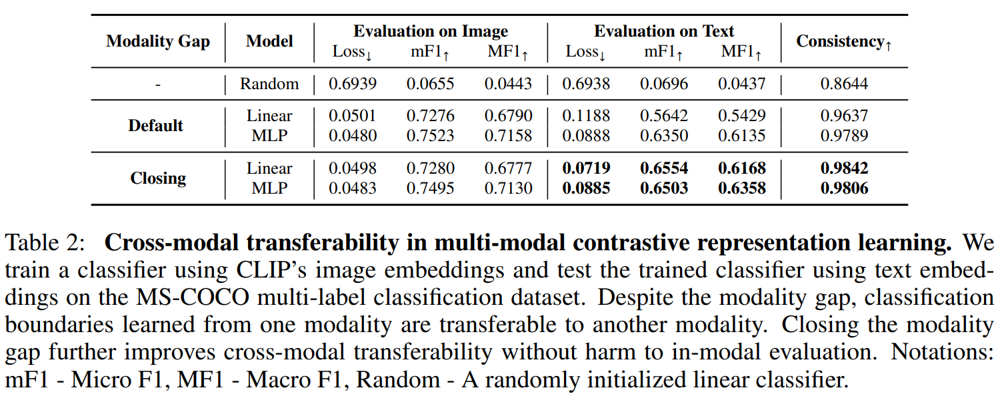 Modality Gap Model Evaluation on Image Evaluation on Text Consistency↑
Loss↓ mF1↑ MF1↑ Loss↓ mF1↑ MF1↑
- Random 0.6939 0.0655 0.0443 0.6938 0.0696 0.0437 0.8644
Default Linear 0.0501 0.7276 0.6790 0.1188 0.5642 0.5429 0.9637
MLP 0.0480 0.7523 0.7158 0.0888 0.6350 0.6135 0.9789
Closing Linear 0.0498 0.7280 0.6777 0.0719 0.6554 0.6168 0.9842
MLP 0.0483 0.7495 0.7130 0.0885 0.6503 0.6358 0.9806
Table 2: Cross-modal transferability in multi-modal contrastive representation learning. We
train a classifier using CLIP's image embeddings and test the trained classifier using text embed-
dings on the MS-COCO multi-label classification dataset. Despite the modality gap, classification
boundaries learned from one modality are transferable to another modality. Closing the modality
gap further improves cross-modal transferability without harm to in-modal evaluation. Notations:
mF1 - Micro F1, MF1 - Macro F1, Random - A randomly initialized linear classifier.